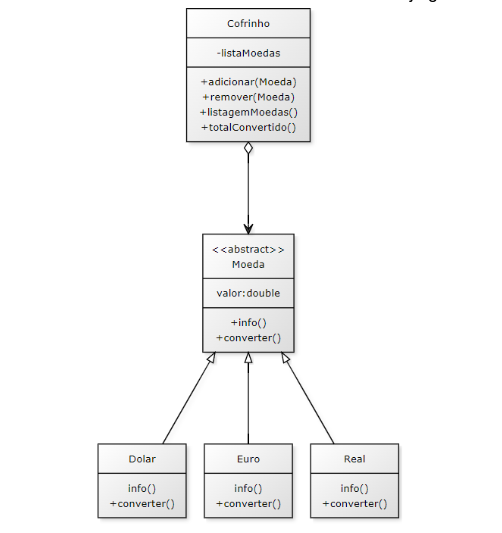 Cofrinho
-listaMoedas
+adicionar(Moeda)
+remover(Moeda)
+listagemMoedas()
+totalConvertido()
<<abstract>>
Moeda
valor:double
+info()
+converter()
Dolar
info()
+converter()
Euro
info()
+converter()
Real
info()
+converter()